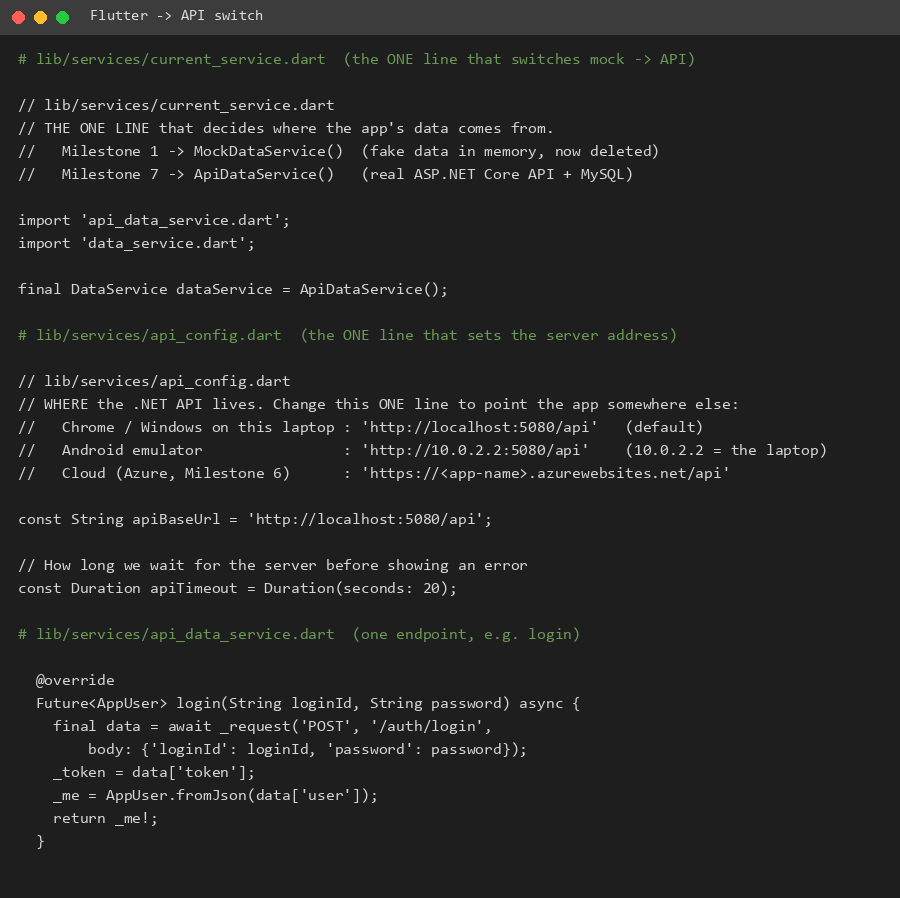 Flutter -> API switch
# lib/services/current_service.dart  (the ONE line that switches mock -> API)
// lib/services/current_service.dart
// THE ONE LINE that decides where the app's data comes from.
//   Milestone 1 -> MockDataService()  (fake data in memory, now deleted)
//   Milestone 7 -> ApiDataService()   (real ASP.NET Core API + MySQL)
import 'api_data_service.dart';
import 'data_service.dart';
final DataService dataService = ApiDataService();
# lib/services/api_config.dart  (the ONE line that sets the server address)
// lib/services/api_config.dart
// WHERE the .NET API lives. Change this ONE line to point the app somewhere else:
//   Chrome / Windows on this laptop : 'http://localhost:5080/api'   (default)
//   Android emulator                : 'http://10.0.2.2:5080/api'    (10.0.2.2 = the laptop)
//   Cloud (Azure, Milestone 6)      : 'https://<app-name>.azurewebsites.net/api'
const String apiBaseUrl = 'http://localhost:5080/api';
// How long we wait for the server before showing an error
const Duration apiTimeout = Duration(seconds: 20);
# lib/services/api_data_service.dart  (one endpoint, e.g. login)
  @override
  Future<AppUser> login(String loginId, String password) async {
    final data = await _request('POST', '/auth/login',
        body: {'loginId': loginId, 'password': password});
    _token = data['token'];
    _me = AppUser.fromJson(data['user']);
    return _me!;
  }